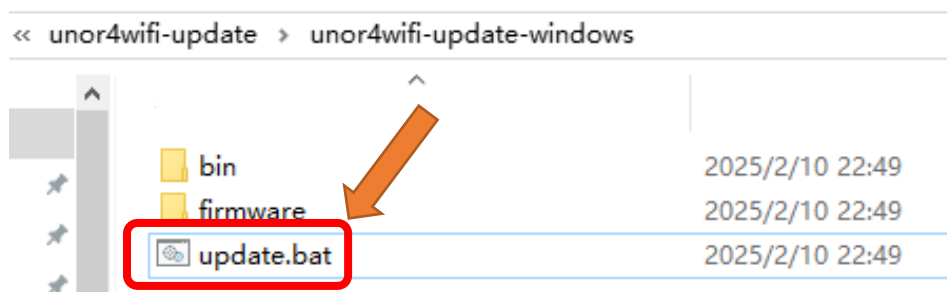 « unor4wifi-update › unor4wifi-update-windows
bin 2025/2/10 22:49
firmware 2025/2/10 22:49
update.bat 2025/2/10 22:49